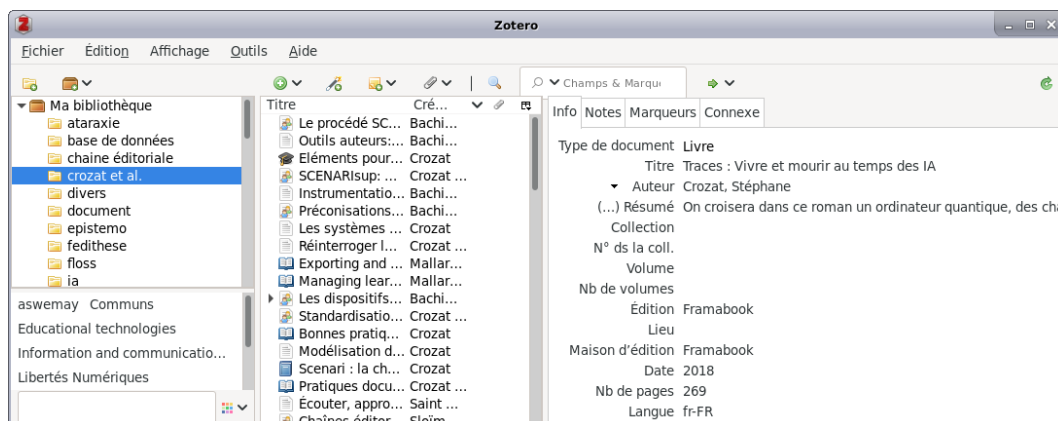 Zotero
Fichier Édition Affichage Outils Aide
Champs & Marqu
Ma bibliothèque
ataraxie
base de données
chaine éditoriale
crozat et al.
divers
document
epistemo
fedithese
floss
ia
aswemay Communs
Educational technologies
Information and communicatio...
Libertés Numériques
Titre Cré...
Le procédé SC... Bachi...
Outils auteurs:... Bachi...
Eléments pour... Crozat
SCENARIsup: ... Crozat ...
Instrumentatio... Bachi...
Préconisations... Bachi...
Les systèmes ... Crozat
Réinterroger l... Crozat ...
Exporting and ... Mallar...
Managing lear... Mallar...
Les dispositifs... Bachi...
Standardisatio... Crozat ...
Bonnes pratiq... Crozat
Modélisation d... Crozat
Scenari : la ch... Crozat
Pratiques docu... Crozat ...
Écouter, appro... Saint ...
Chaînes éditor... Sleïm...
Info Notes Marqueurs Connexe
Type de document Livre
Titre Traces : Vivre et mourir au temps des IA
Auteur Crozat, Stéphane
(...) Résumé On croisera dans ce roman un ordinateur quantique, des cha
Collection
N° ds la coll.
Volume
Nb de volumes
Édition Framabook
Lieu
Maison d'édition Framabook
Date 2018
Nb de pages 269
Langue fr-FR